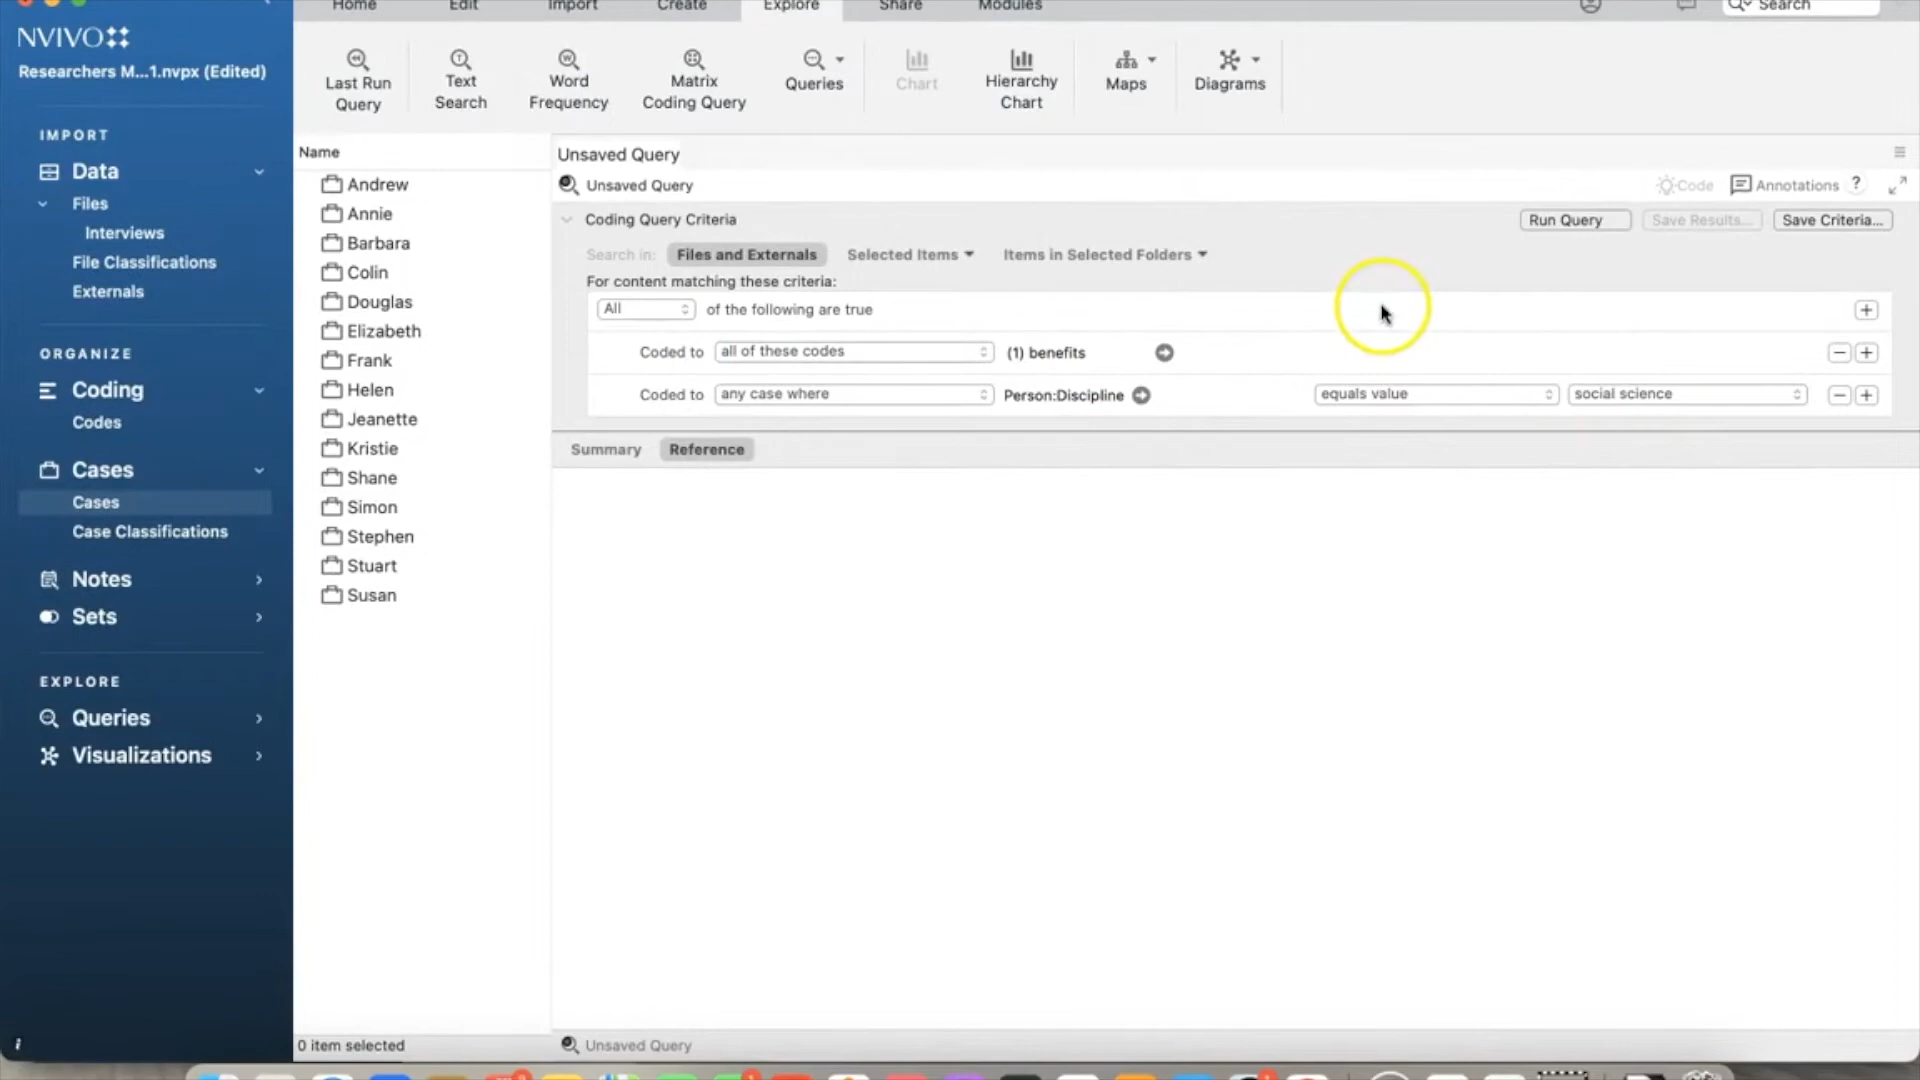 Home Edit Import Create Explore Share Modules Search
NVIVO
Researchers M...1.nvpx (Edited)
Last Run Query
Text Search
Word Frequency
Matrix Coding Query
Queries
Chart
Hierarchy Chart
Maps
Diagrams
IMPORT
Data
Files
Interviews
File Classifications
Externals
ORGANIZE
Coding
Codes
Cases
Cases
Case Classifications
Notes
Sets
EXPLORE
Queries
Visualizations
Name
Andrew
Annie
Barbara
Colin
Douglas
Elizabeth
Frank
Helen
Jeanette
Kristie
Shane
Simon
Stephen
Stuart
Susan
0 item selected
Unsaved Query
Unsaved Query Code Annotations ?
Coding Query Criteria Run Query Save Results... Save Criteria...
Search in: Files and Externals Selected Items Items in Selected Folders
For content matching these criteria:
All of the following are true
Coded to all of these codes (1) benefits
Coded to any case where Person:Discipline equals value social science
Summary Reference
Unsaved Query